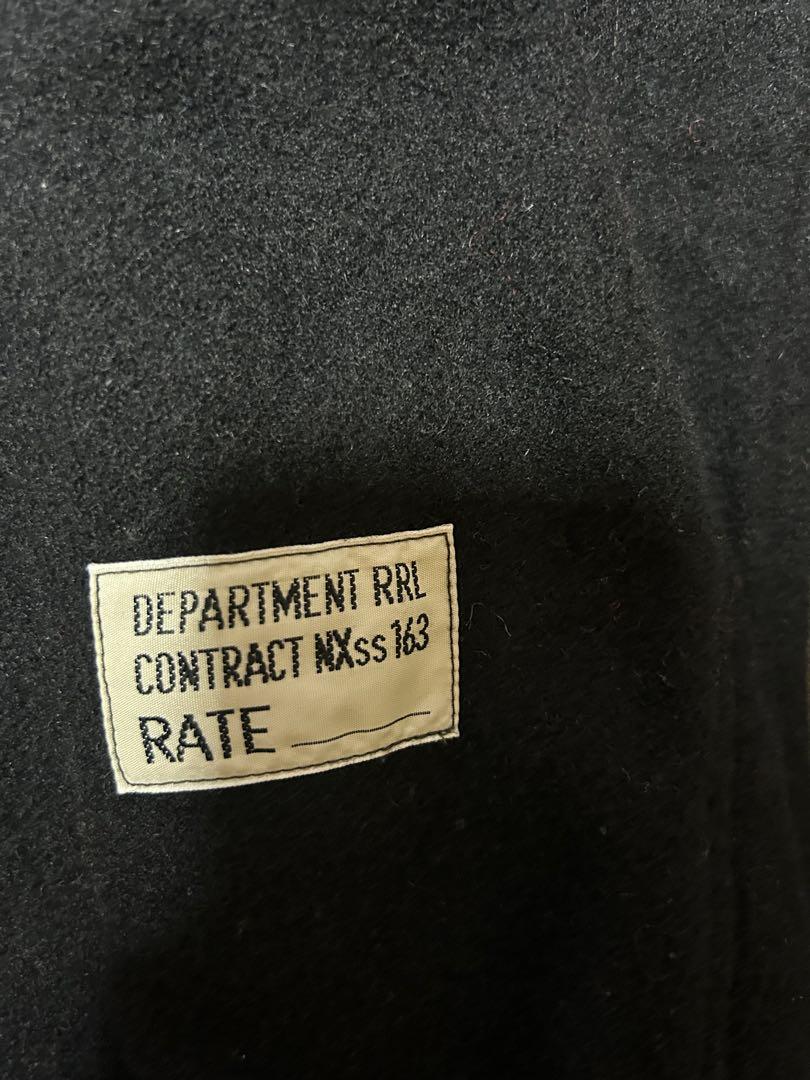 DEPARTMENT RRL
CONTRACT NXss 163
RATE